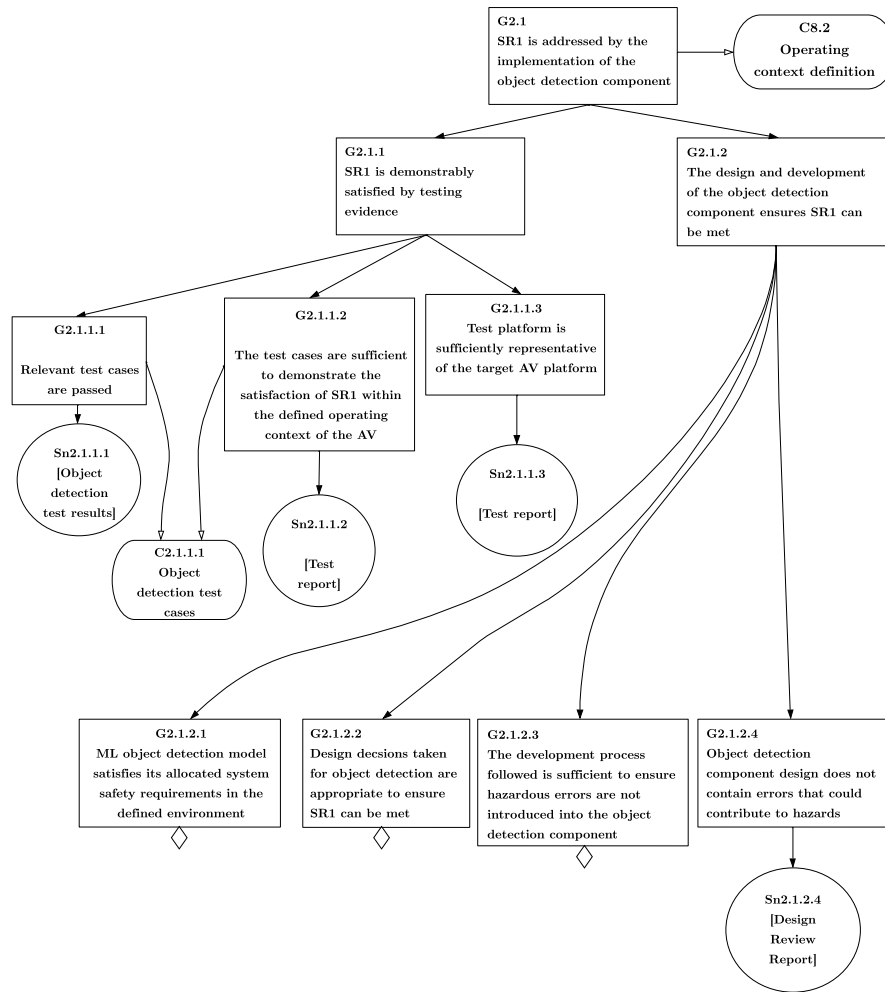 G2.1
SR1 is addressed by the
implementation of the
object detection component
C8.2
Operating
context definition
G2.1.1
SR1 is demonstrably
satisfied by testing
evidence
G2.1.2
The design and development
of the object detection
component ensures SR1 can
be met
G2.1.1.1
Relevant test cases
are passed
G2.1.1.2
The test cases are sufficient
to demonstrate the
satisfaction of SR1 within
the defined operating
context of the AV
G2.1.1.3
Test platform is
sufficiently representative
of the target AV platform
Sn2.1.1.1
[Object
detection
test results]
Sn2.1.1.2
[Test
report]
Sn2.1.1.3
[Test report]
C2.1.1.1
Object
detection test
cases
G2.1.2.1
ML object detection model
satisfies its allocated system
safety requirements in the
defined environment
G2.1.2.2
Design decsions taken
for object detection are
appropriate to ensure
SR1 can be met
G2.1.2.3
The development process
followed is sufficient to ensure
hazardous errors are not
introduced into the object
detection component
G2.1.2.4
Object detection
component design does not
contain errors that could
contribute to hazards
Sn2.1.2.4
[Design
Review
Report]